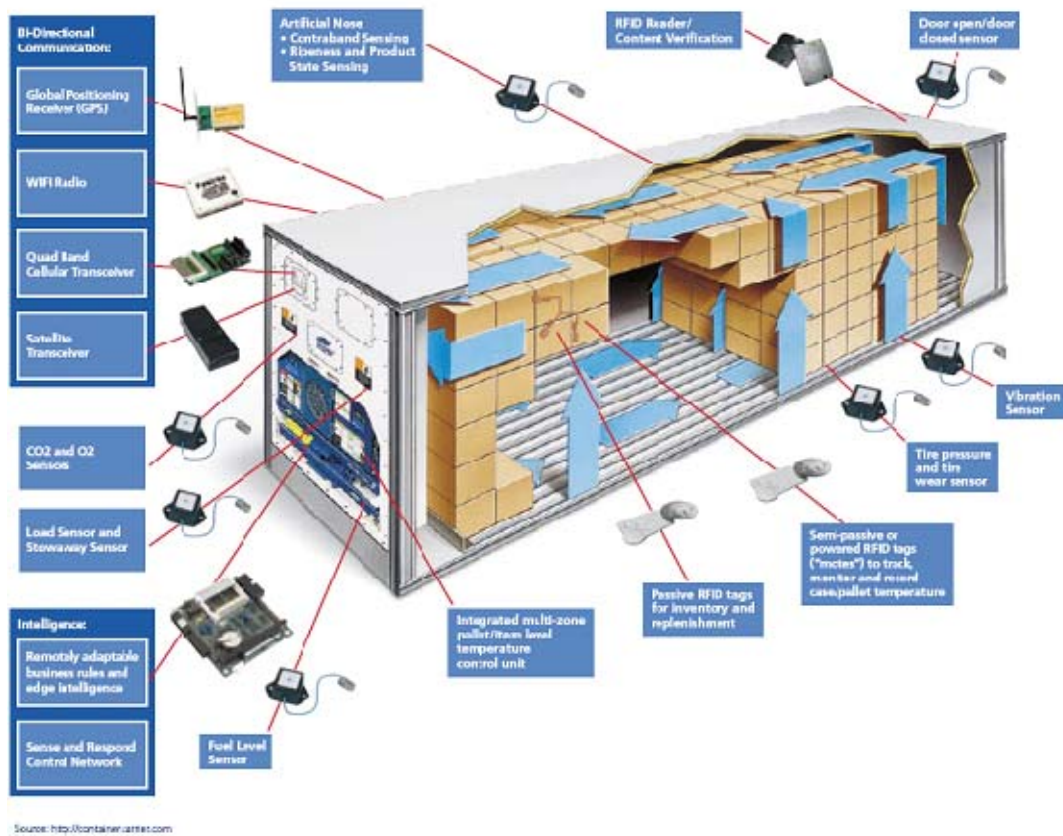 Bi-Directional
Communication:
Global Positioning
Receiver (GPS)
WIFI Radio
Quad Band
Cellular Transceiver
Satellite
Transceiver
CO2 and O2
Sensors
Load Sensor and
Stowaway Sensor
Intelligence:
Remotely adaptable
business rules and
edge intelligence
Sense and Respond
Control Network
Artificial Nose
• Contraband Sensing
• Ripeness and Product
State Sensing
RFID Reader/
Content Verification
Door open/door
closed sensor
Vibration
Sensor
Tire pressure
and tire
wear sensor
Semi-passive or
powered RFID tags
("motes") to track,
monitor and record
case/pallet temperature
Passive RFID tags
for inventory and
replenishment
Integrated multi-zone
pallet/item level
temperature
control unit
Fuel Level
Sensor
Source: http://container.carrier.com